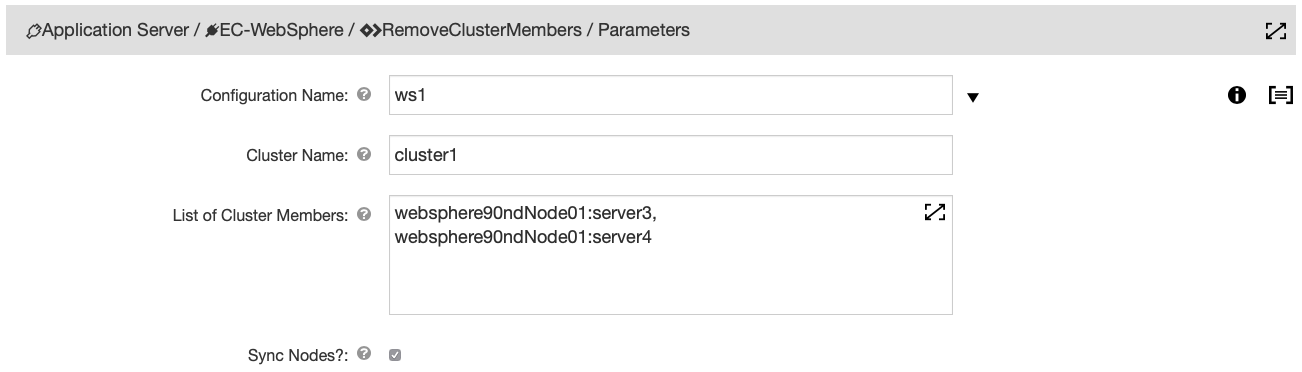 Application Server / EC-WebSphere / RemoveClusterMembers / Parameters
Configuration Name: ws1
Cluster Name: cluster1
List of Cluster Members: websphere90ndNode01:server3,
websphere90ndNode01:server4
Sync Nodes?: